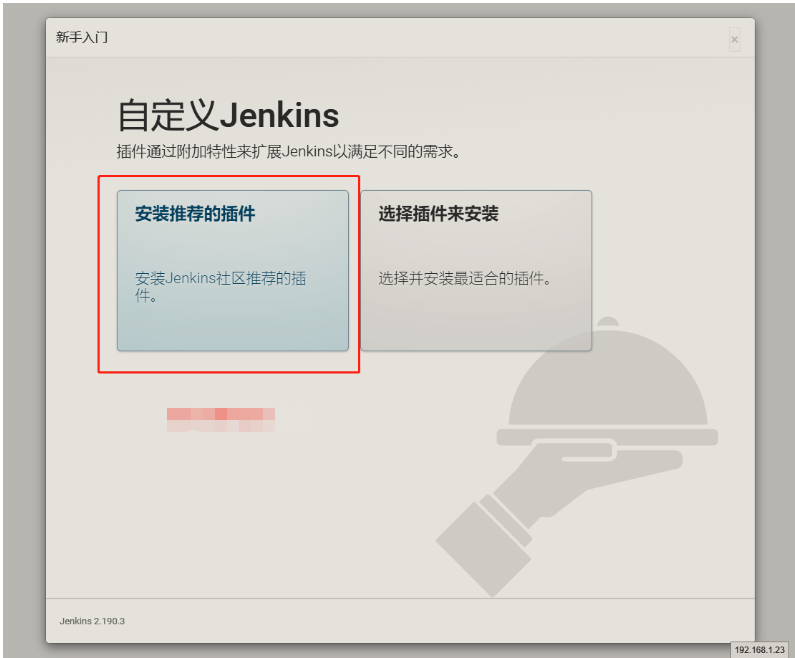 新手入门
×
自定义Jenkins
插件通过附加特性来扩展Jenkins以满足不同的需求。
安装推荐的插件
选择插件来安装
安装Jenkins社区推荐的插
件。
选择并安装最适合的插件。
Jenkins 2.190.3
192.168.1.23